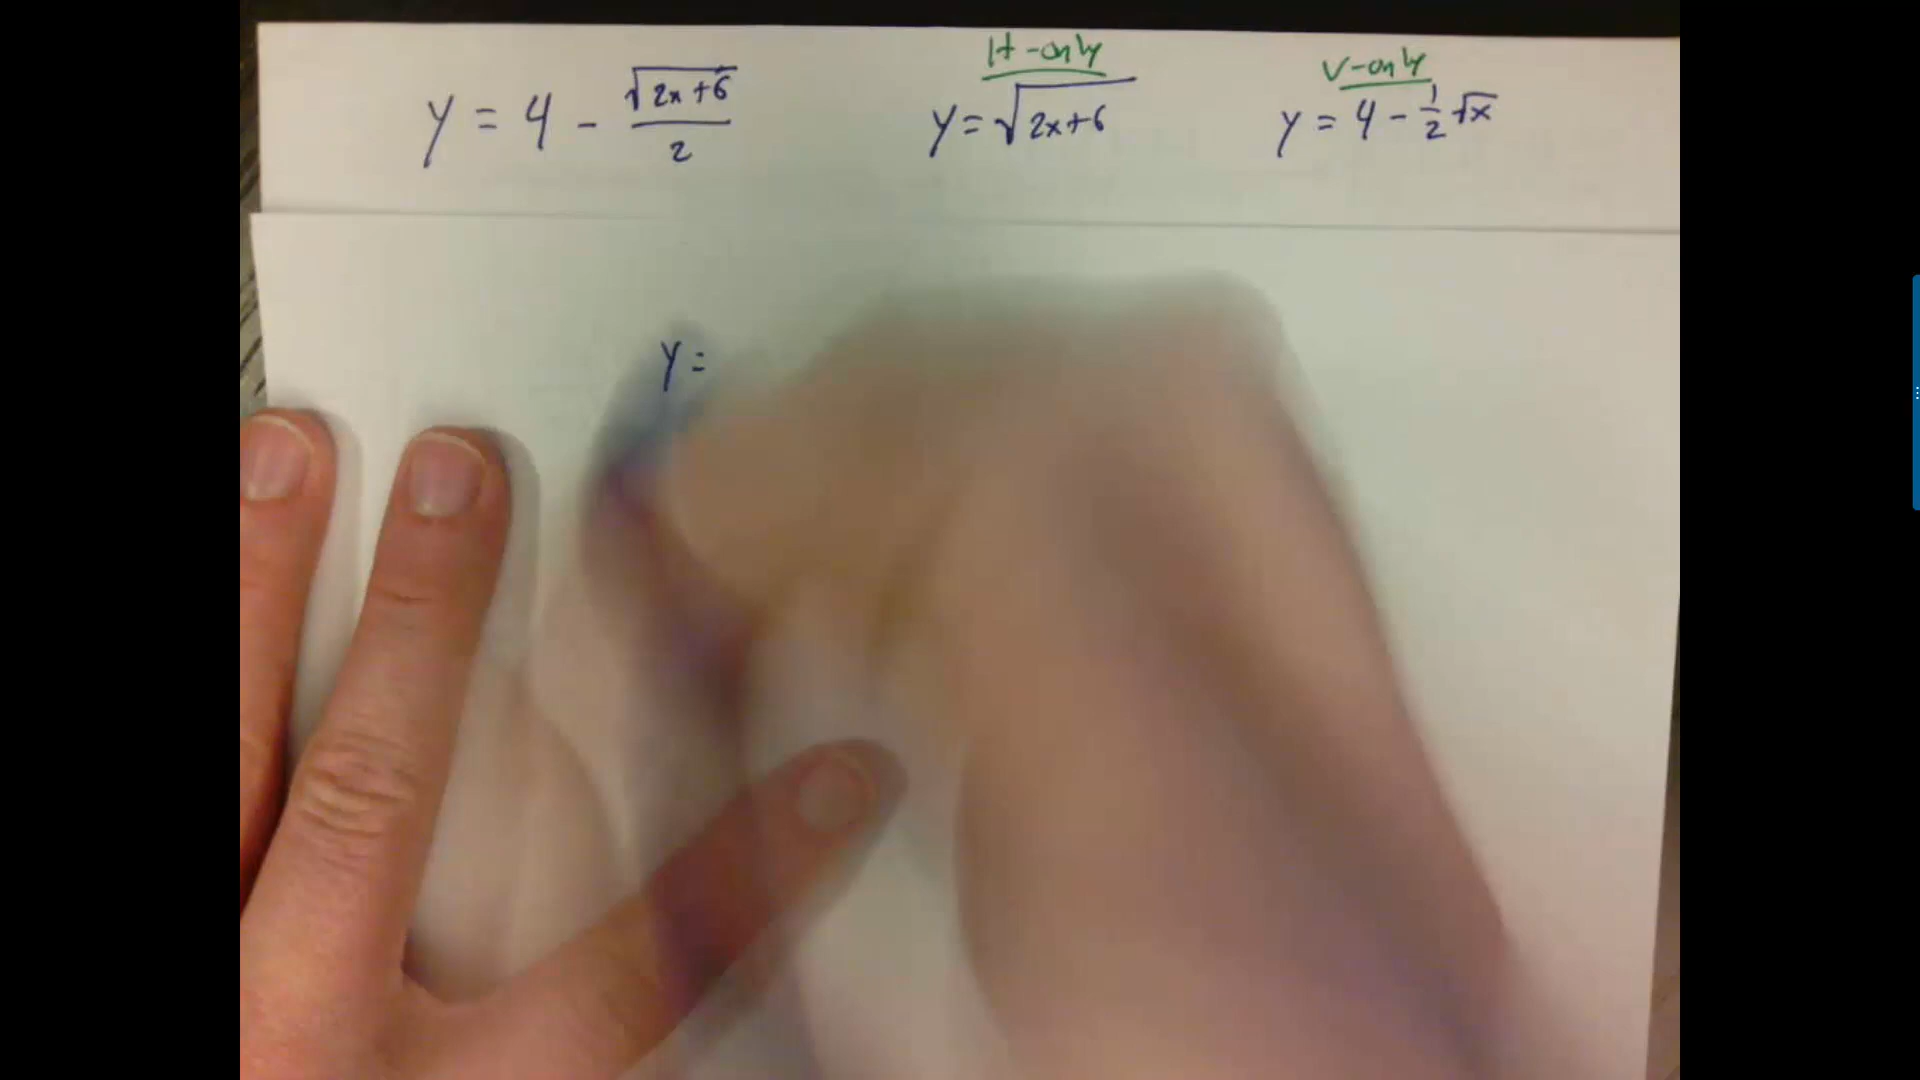 H-only
V-only
y = 4 - √(2x+6)/2
y = √(2x+6)
y = 4 - 1/2 √x
y =